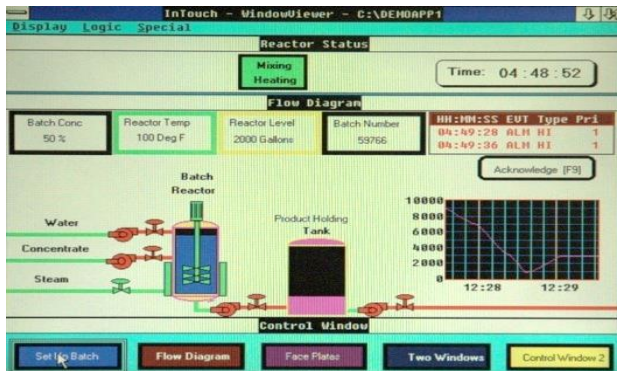 InTouch - WindowViewer - C:\DEMOAPP1
Display Logic Special
Reactor Status
Mixing
Heating
Time: 04 : 48 : 52
Flow Diagram
Batch Conc
50 %
Reactor Temp
100 Deg F
Reactor Level
2000 Gallons
Batch Number
59766
HH:MM:SS EVT Type Pri
04:49:28 ALM HI 1
04:49:36 ALM HI 1
Acknowledge [F9]
Batch
Reactor
Water
Concentrate
Steam
Product Holding
Tank
10000
8000
6000
4000
2000
0
12:28 12:29
Control Window
Set Up Batch
Flow Diagram
Face Plates
Two Windows
Control Window 2